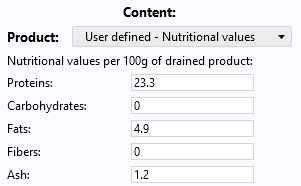 Content:
Product: User defined - Nutritional values
Nutritional values per 100g of drained product:
Proteins: 23.3
Carbohydrates: 0
Fats: 4.9
Fibers: 0
Ash: 1.2